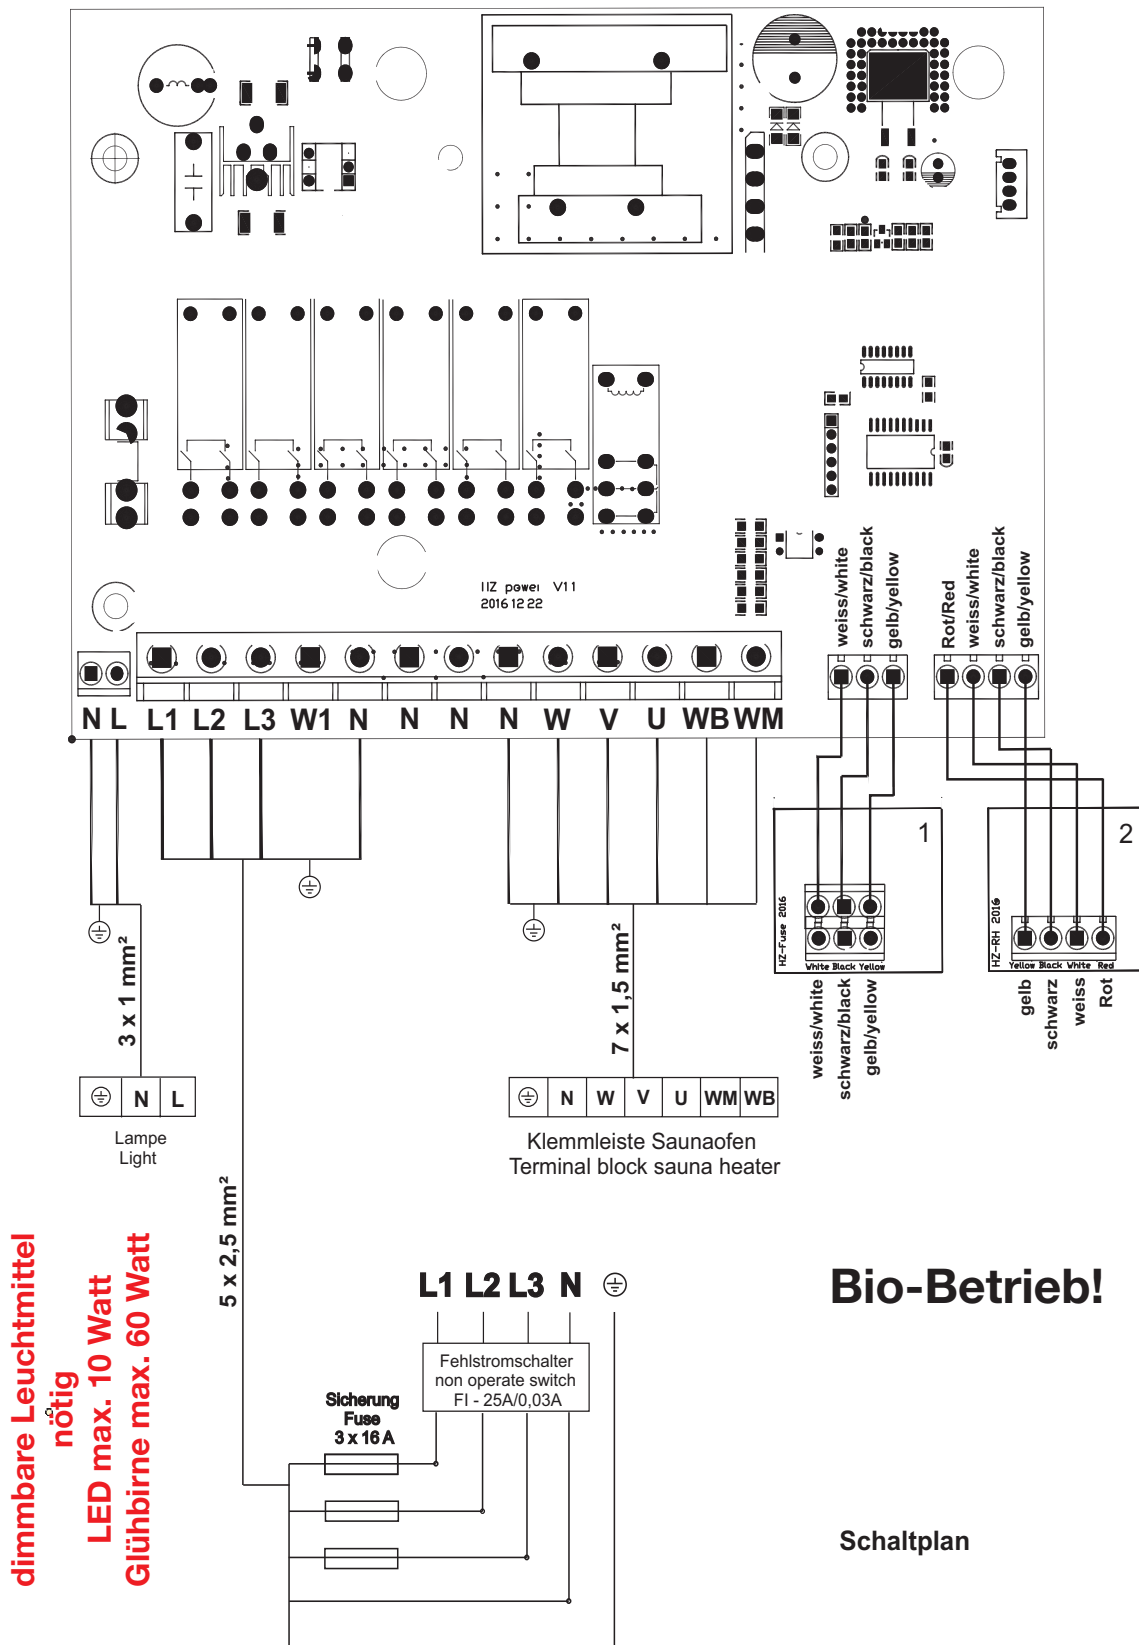 HZ power V11
2016 12 22
weiss/white
schwarz/black
gelb/yellow
Rot/Red
weiss/white
schwarz/black
gelb/yellow
N L L1 L2 L3 W1 N N N N W V U WB WM
1
HZ-Fuse 2016
White Black Yellow
weiss/white
schwarz/black
gelb/yellow
2
HZ-RH 2016
Yellow Black White Red
gelb
schwarz
weiss
Rot
3 x 1 mm²
7 x 1,5 mm²
N L
Lampe
Light
N W V U WM WB
Klemmleiste Saunaofen
Terminal block sauna heater
5 x 2,5 mm²
L1 L2 L3 N
Fehlstromschalter
non operate switch
FI - 25A/0,03A
Sicherung
Fuse
3 x 16 A
Bio-Betrieb!
Schaltplan
dimmbare Leuchtmittel
nötig
LED max. 10 Watt
Glühbirne max. 60 Watt